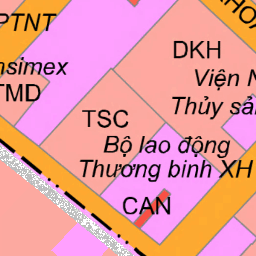 PTNT
nsimex
TMD
DKH
Viện N
Thủy sả
TSC
Bộ lao động
Thương binh XH
CAN